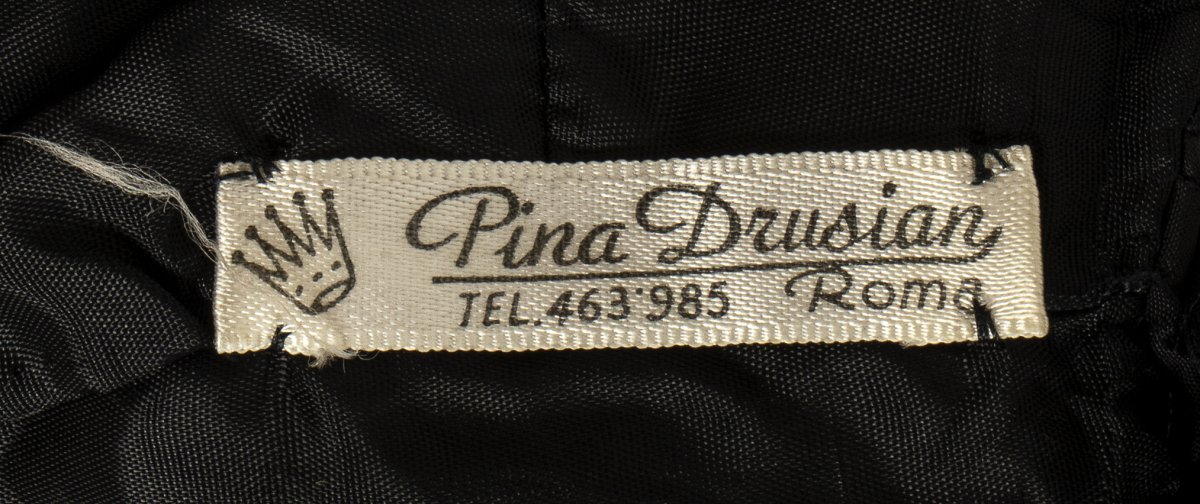 Pina Drusian
TEL. 463'985 Roma